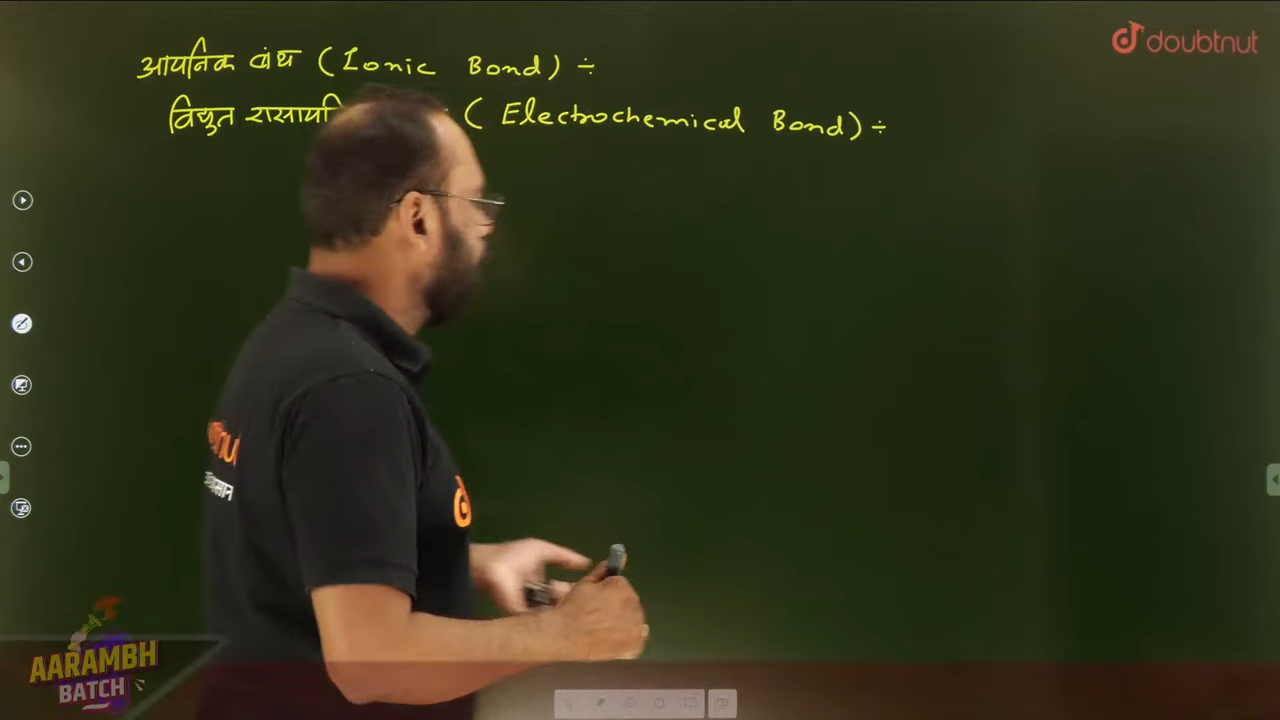 आयनिक बंध (Ionic Bond) ÷
विद्युत रासायनि ( Electrochemical Bond) ÷
doubtnut
AARAMBH
BATCH